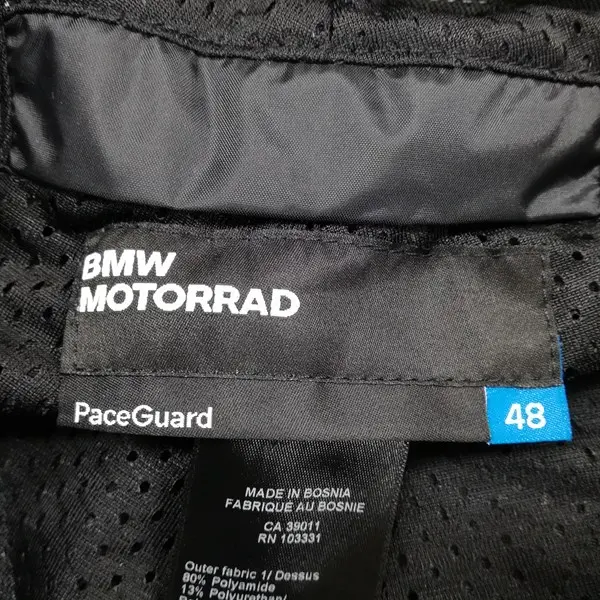 BMW
MOTORRAD
PaceGuard
48
MADE IN BOSNIA
FABRIQUÉ AU BOSNIE
CA 39011
RN 103331
Outer fabric 1/ Dessus
80% Polyamide
13% Polyurethan/